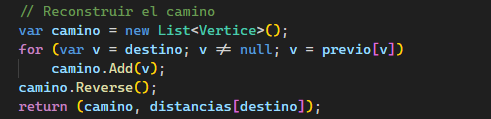 // Reconstruir el camino
var camino = new List<Vertice>();
for (var v = destino; v != null; v = previo[v])
camino.Add(v);
camino.Reverse();
return (camino, distancias[destino]);